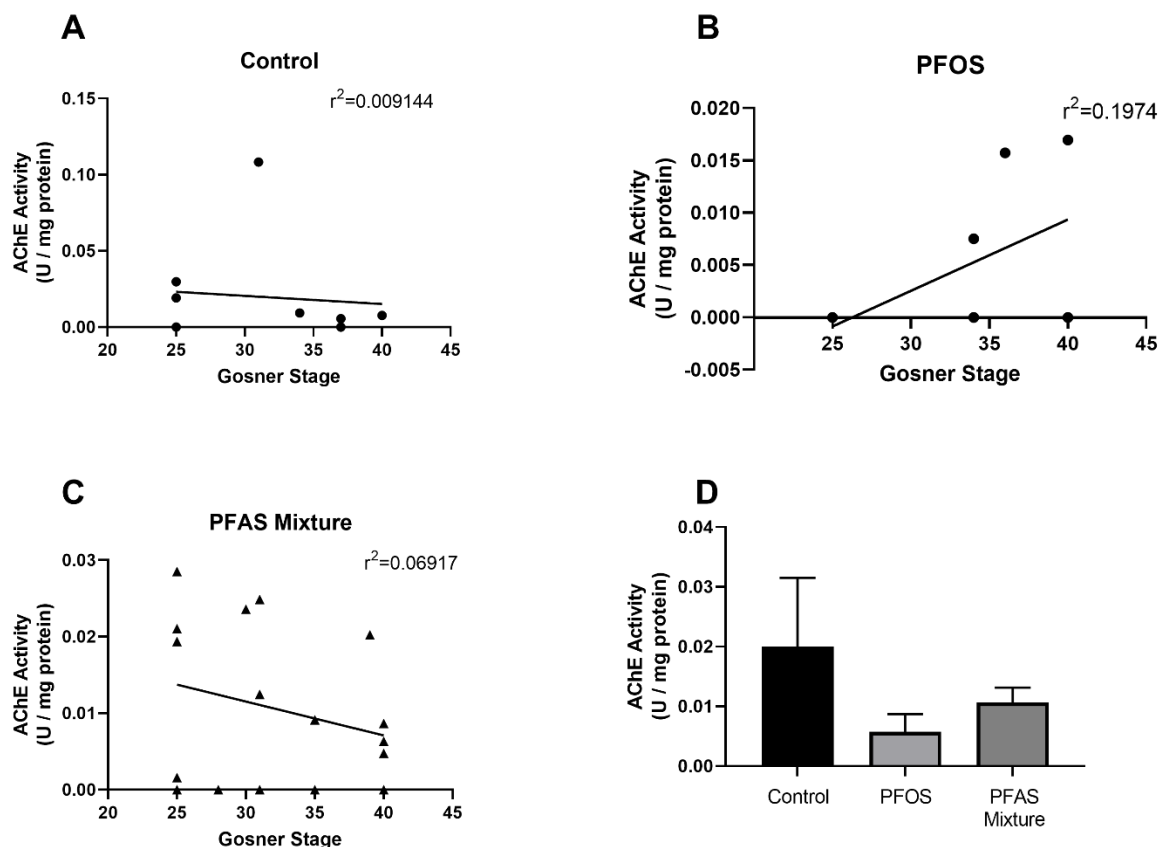 A
Control
r²=0.009144
AChE Activity
(U / mg protein)
0.15
0.10
0.05
0.00
20 25 30 35 40 45
Gosner Stage
B
PFOS
r²=0.1974
AChE Activity
(U / mg protein)
0.020
0.015
0.010
0.005
0.000
-0.005
25 30 35 40 45
Gosner Stage
C
PFAS Mixture
r²=0.06917
AChE Activity
(U / mg protein)
0.03
0.02
0.01
0.00
20 25 30 35 40 45
Gosner Stage
D
AChE Activity
(U / mg protein)
0.04
0.03
0.02
0.01
0.00
Control PFOS PFAS
Mixture